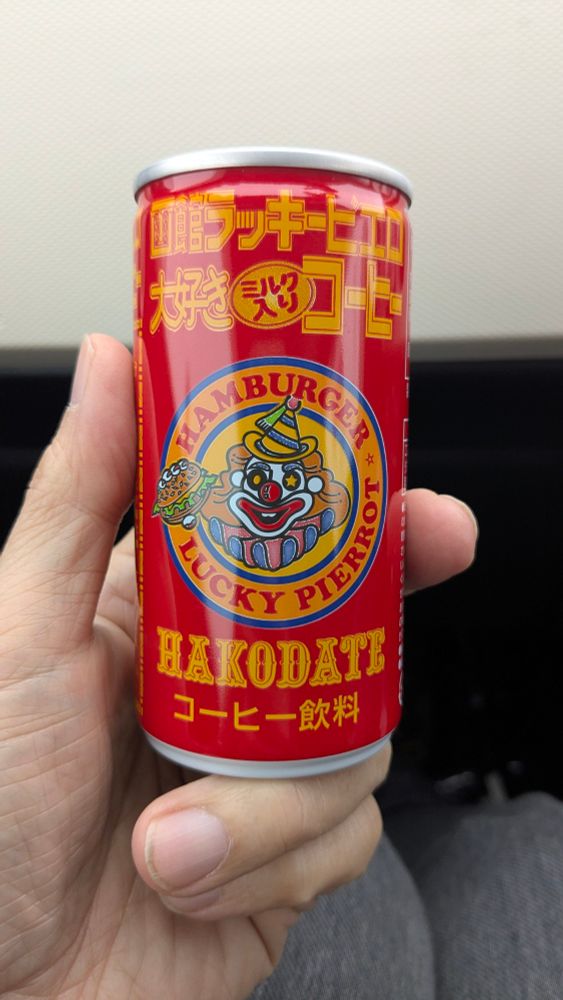 函館ラッキーピエロ
大好きミルク入りコーヒー
HAMBURGER
LUCKY PIERROT
HAKODATE
コーヒー飲料